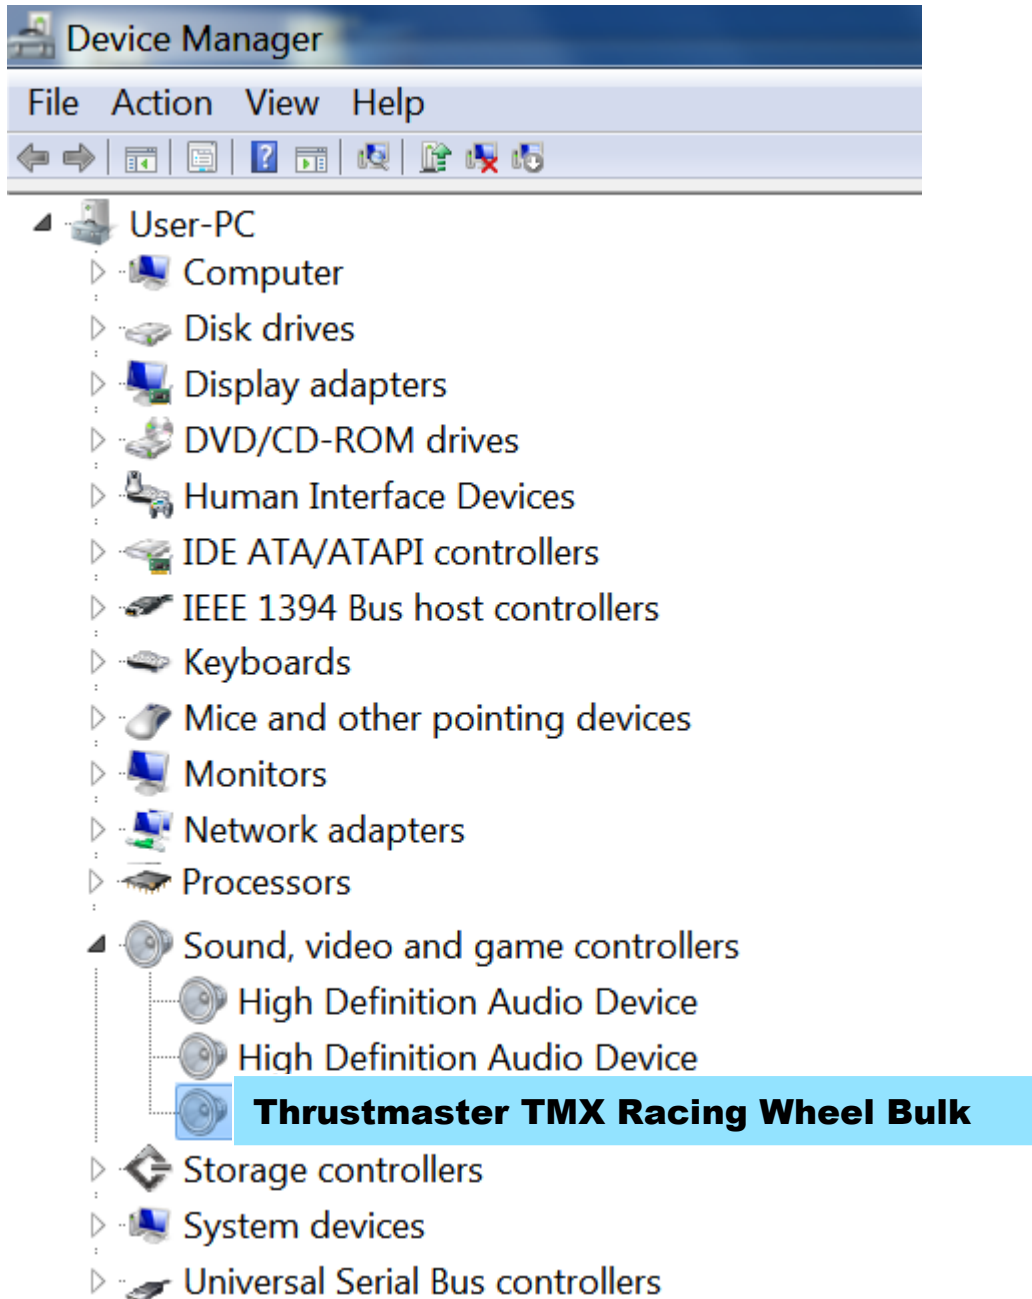 Device Manager
File Action View Help
User-PC
Computer
Disk drives
Display adapters
DVD/CD-ROM drives
Human Interface Devices
IDE ATA/ATAPI controllers
IEEE 1394 Bus host controllers
Keyboards
Mice and other pointing devices
Monitors
Network adapters
Processors
Sound, video and game controllers
High Definition Audio Device
High Definition Audio Device
Thrustmaster TMX Racing Wheel Bulk
Storage controllers
System devices
Universal Serial Bus controllers